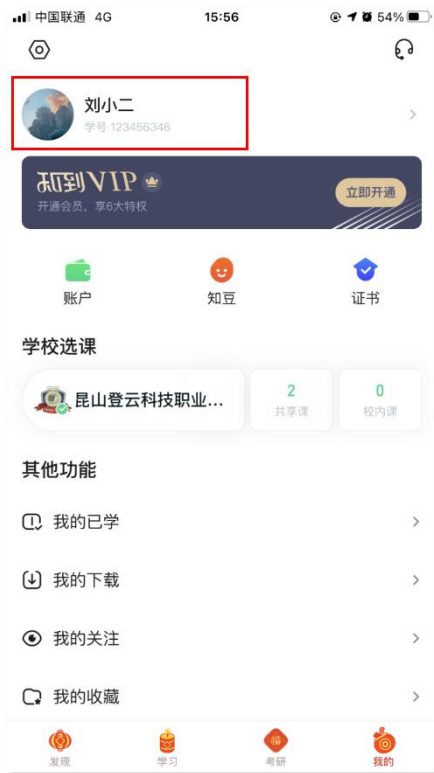 中国联通 4G 15:56 54%
刘小二
学号 123456346
知到VIP
立即开通
开通会员、享6大特权
账户 知豆 证书
学校选课
昆山登云科技职业... 2 0
共享课 校内课
其他功能
我的已学
我的下载
我的关注
我的收藏
发现 学习 考研 我的